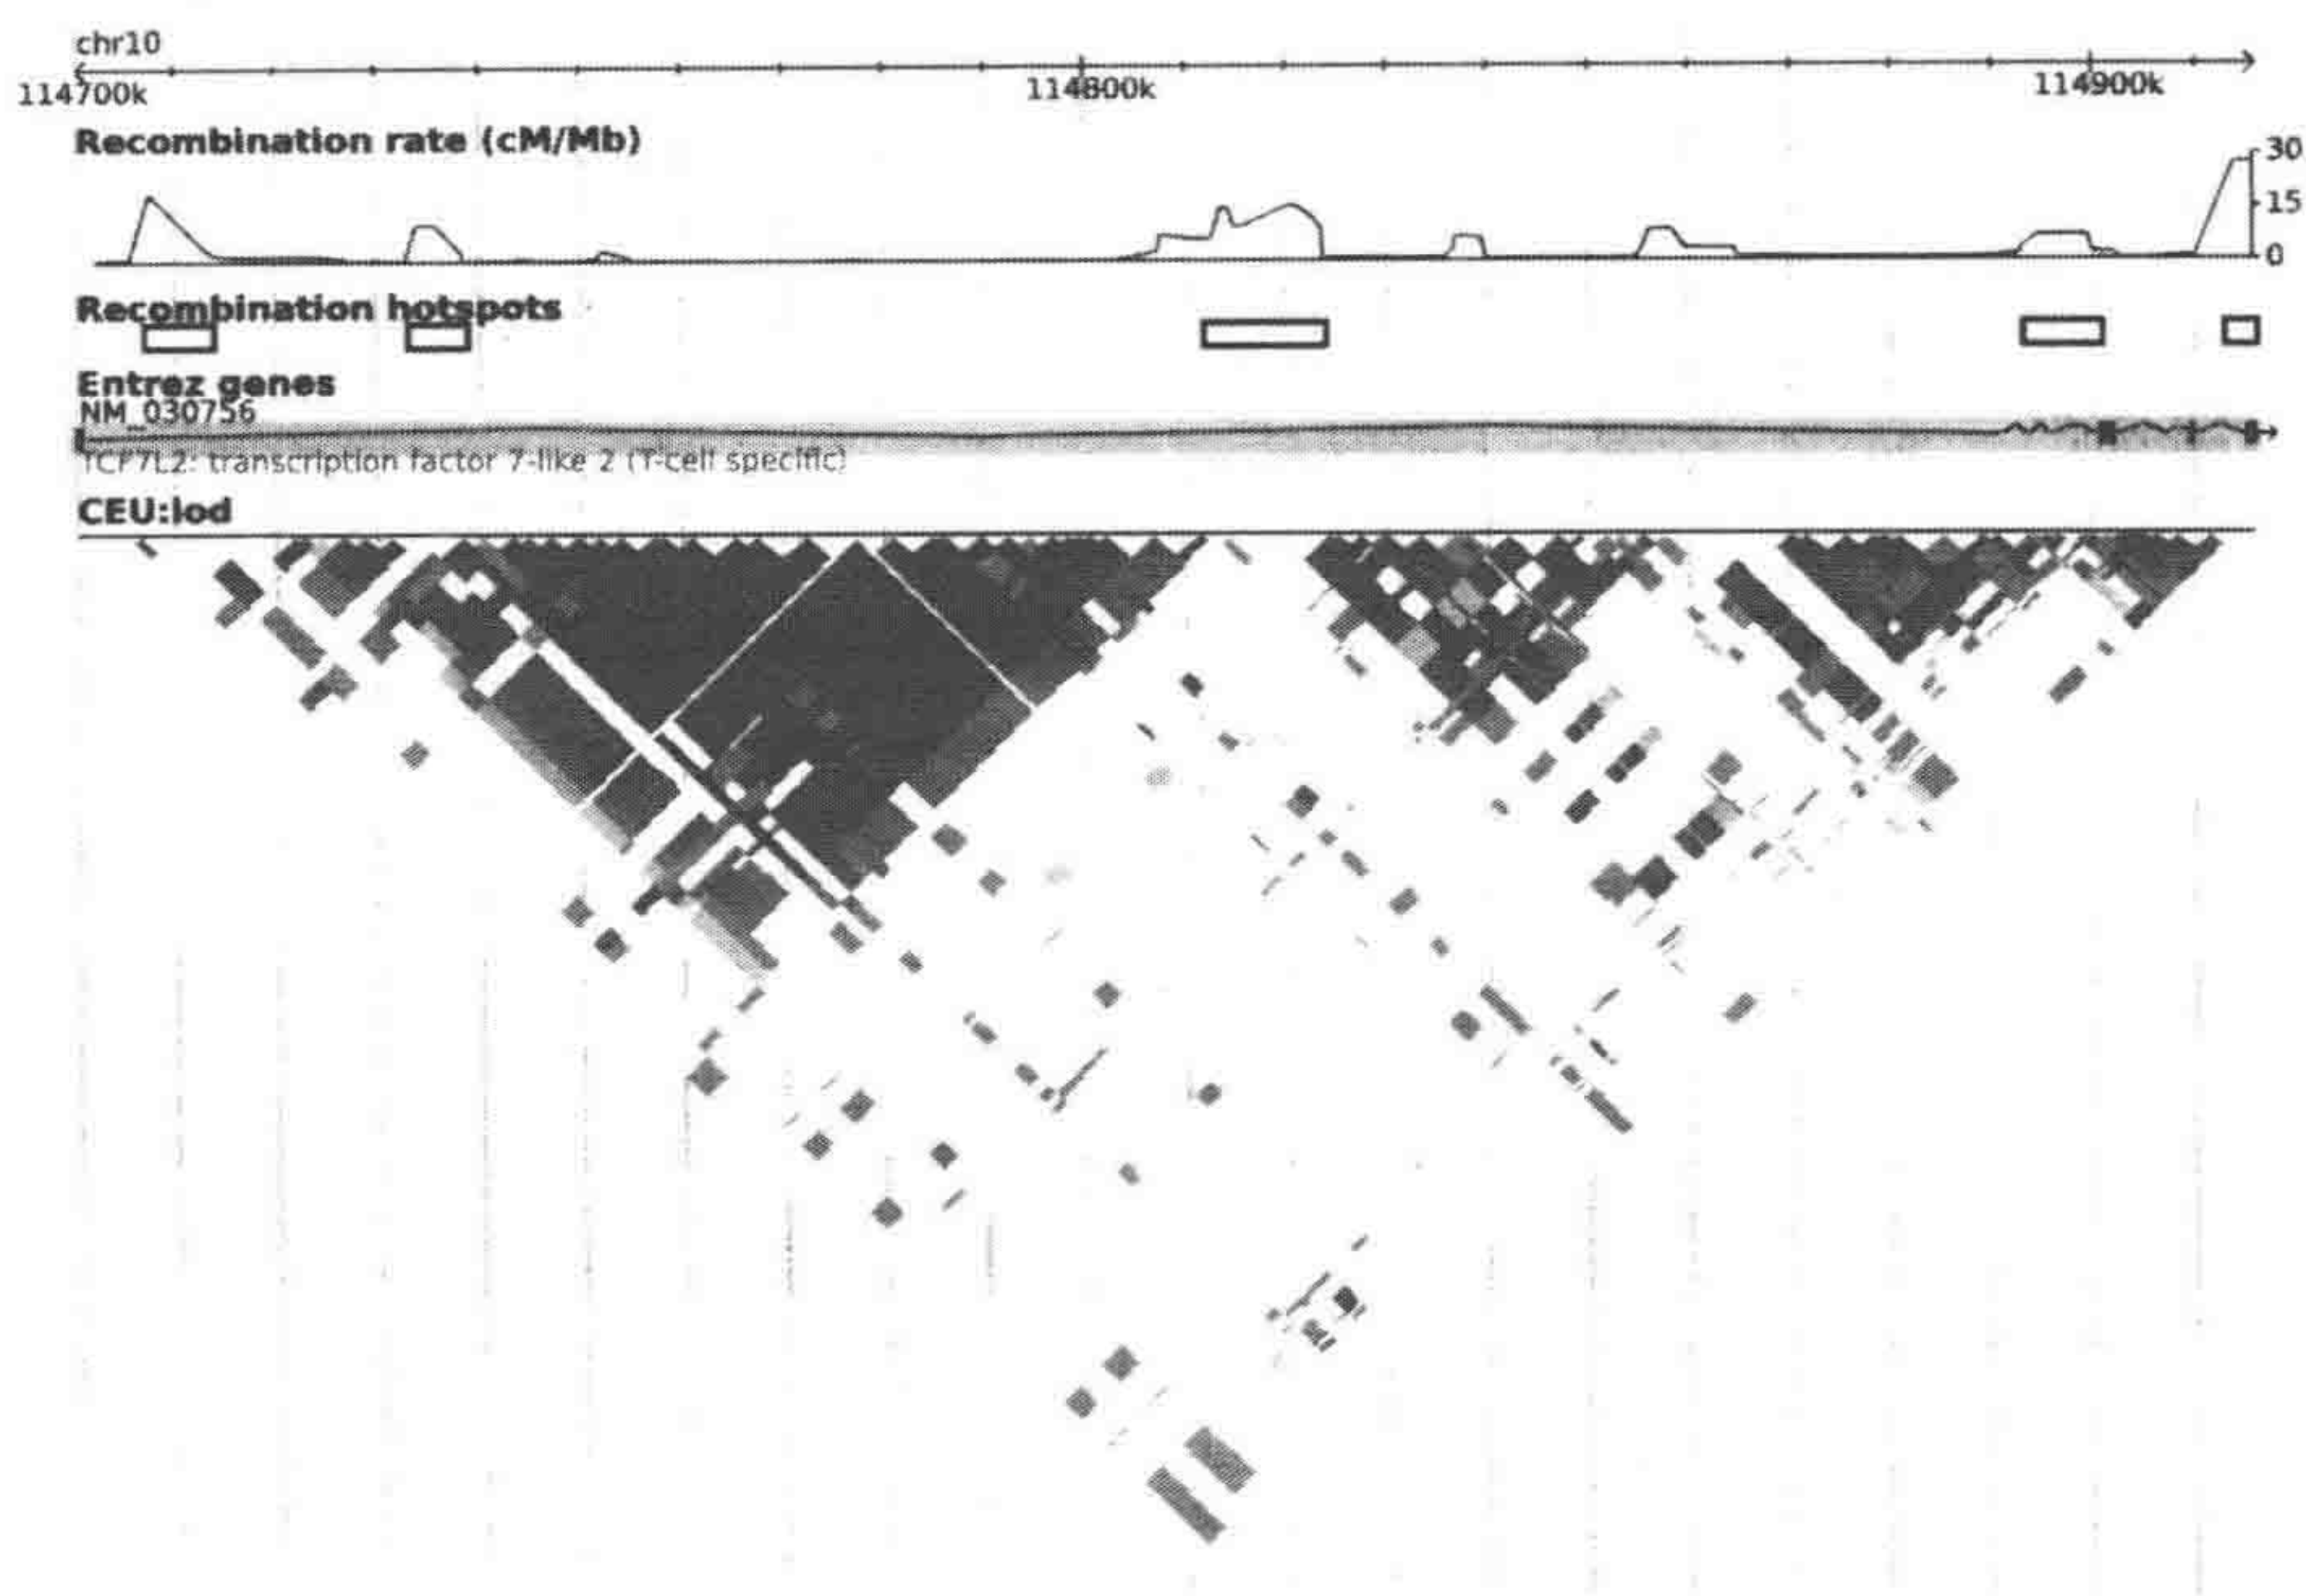 chr10
114700k 114800k 114900k
Recombination rate (cM/Mb)
30
15
0
Recombination hotspots
Entrez genes
NM_030756
TCF7L2: transcription factor 7-like 2 (T-cell specific)
CEU:lod